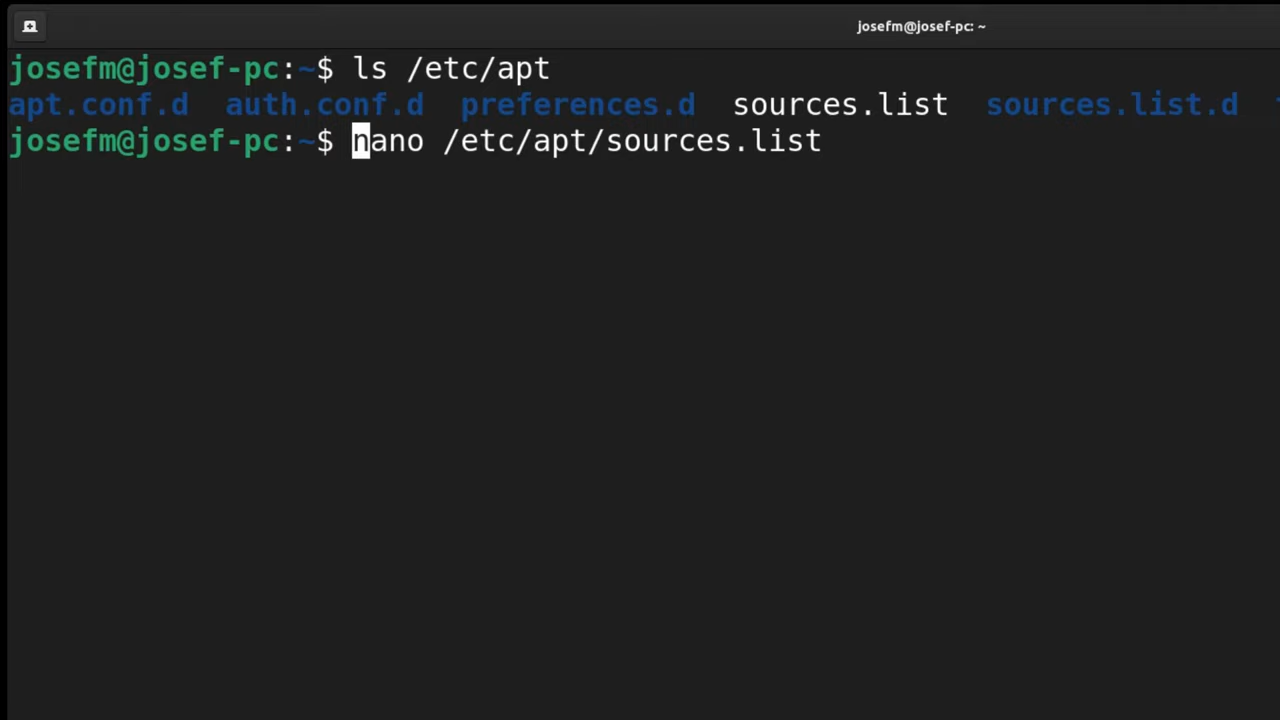 josefm@josef-pc: ~
josefm@josef-pc:~$ ls /etc/apt
apt.conf.d auth.conf.d preferences.d sources.list sources.list.d
josefm@josef-pc:~$ nano /etc/apt/sources.list